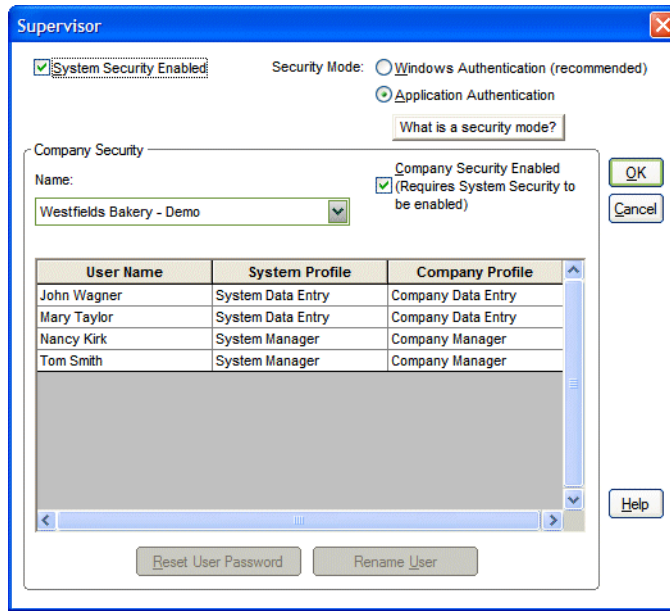 Supervisor
System Security Enabled
Security Mode:
Windows Authentication (recommended)
Application Authentication
What is a security mode?
Company Security
Name:
Westfields Bakery - Demo
Company Security Enabled
(Requires System Security to
be enabled)
OK
Cancel
User Name System Profile Company Profile
John Wagner System Data Entry Company Data Entry
Mary Taylor System Data Entry Company Data Entry
Nancy Kirk System Manager Company Manager
Tom Smith System Manager Company Manager
Help
Reset User Password Rename User